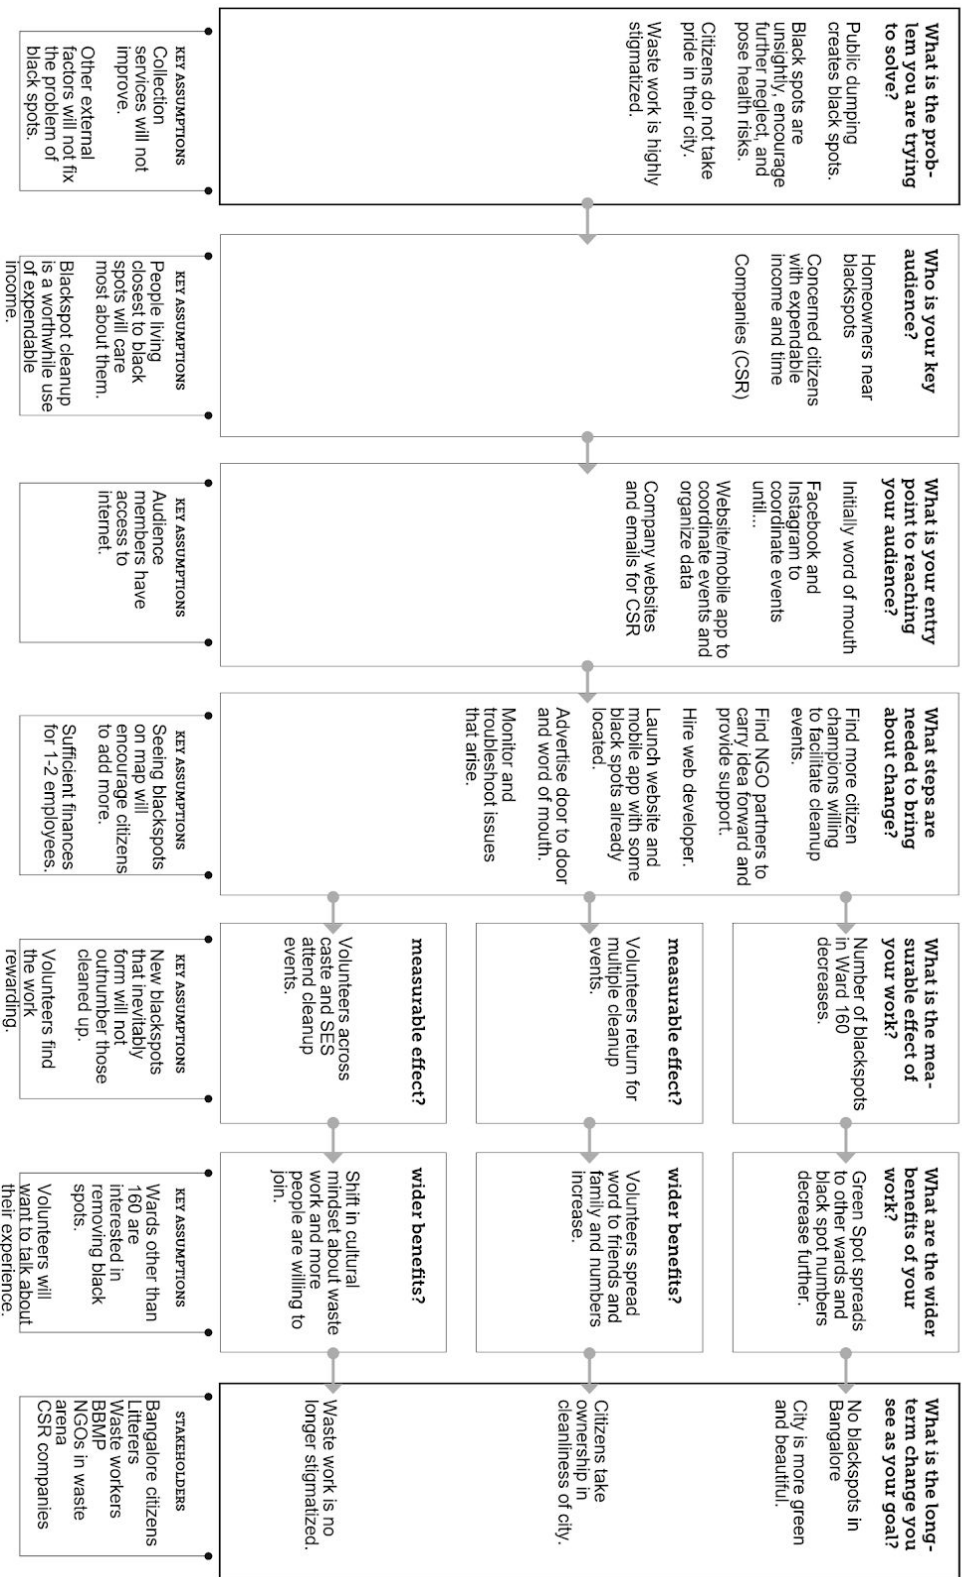 What is the prob-
lem you are trying
to solve?
Public dumping
creates black spots.
Black spots are
unsightly, encourage
further neglect, and
pose health risks.
Citizens do not take
pride in their city.
Waste work is highly
stigmatized.
KEY ASSUMPTIONS
Collection
services will not
improve.
Other external
factors will not fix
the problem of
black spots.
Who is your key
audience?
Homeowners near
blackspots
Concerned citizens
with expendable
income and time
Companies (CSR)
KEY ASSUMPTIONS
People living
closest to black
spots will care
most about them.
Blackspot cleanup
is a worthwhile use
of expendable
income.
What is your entry
point to reaching
your audience?
Initially word of mouth
Facebook and
Instagram to
coordinate events
until...
Website/mobile app to
coordinate events and
organize data
Company websites
and emails for CSR
KEY ASSUMPTIONS
Audience
members have
access to
internet.
What steps are
needed to bring
about change?
Find more citizen
champions willing
to facilitate cleanup
events.
Find NGO partners to
carry idea forward and
provide support.
Hire web developer.
Launch website and
mobile app with some
black spots already
located.
Advertise door to door
and word of mouth.
Monitor and
troubleshoot issues
that arise.
KEY ASSUMPTIONS
Seeing blackspots
on map will
encourage citizens
to add more.
Sufficient finances
for 1-2 employees.
What is the mea-
surable effect of
your work?
Number of blackspots
in Ward 160
decreases.
measurable effect?
Volunteers return for
multiple cleanup
events.
measurable effect?
Volunteers across
caste and SES
attend cleanup
events.
KEY ASSUMPTIONS
New blackspots
that inevitably
form will not
outnumber those
cleaned up.
Volunteers find
the work
rewarding.
What are the wider
benefits of your
work?
Green Spot spreads
to other wards and
black spot numbers
decrease further.
wider benefits?
Volunteers spread
word to friends and
family and numbers
increase.
wider benefits?
Shift in cultural
mindset about waste
work and more
people are willing to
join.
KEY ASSUMPTIONS
Wards other than
160 are
interested in
removing black
spots.
Volunteers will
want to talk about
their experience.
What is the long-
term change you
see as your goal?
No blackspots in
Bangalore
City is more green
and beautiful.
Citizens take
ownership in
cleanliness of city.
Waste work is no
longer stigmatized.
STAKEHOLDERS
Bangalore citizens
Litterers
Waste workers
BBMP
NGOs in waste
arena
CSR companies